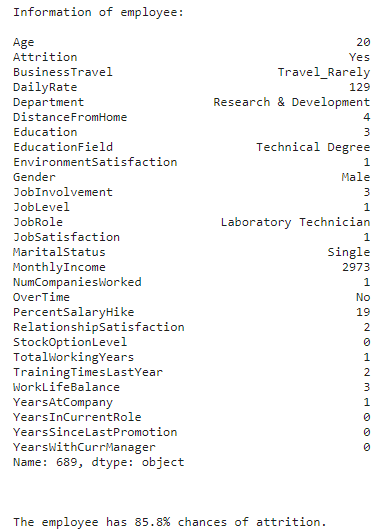 Information of employee:
Age 20
Attrition Yes
BusinessTravel Travel_Rarely
DailyRate 129
Department Research & Development
DistanceFromHome 4
Education 3
EducationField Technical Degree
EnvironmentSatisfaction 1
Gender Male
JobInvolvement 3
JobLevel 1
JobRole Laboratory Technician
JobSatisfaction 1
MaritalStatus Single
MonthlyIncome 2973
NumCompaniesWorked 1
OverTime No
PercentSalaryHike 19
RelationshipSatisfaction 2
StockOptionLevel 0
TotalWorkingYears 1
TrainingTimesLastYear 2
WorkLifeBalance 3
YearsAtCompany 1
YearsInCurrentRole 0
YearsSinceLastPromotion 0
YearsWithCurrManager 0
Name: 689, dtype: object
The employee has 85.8% chances of attrition.